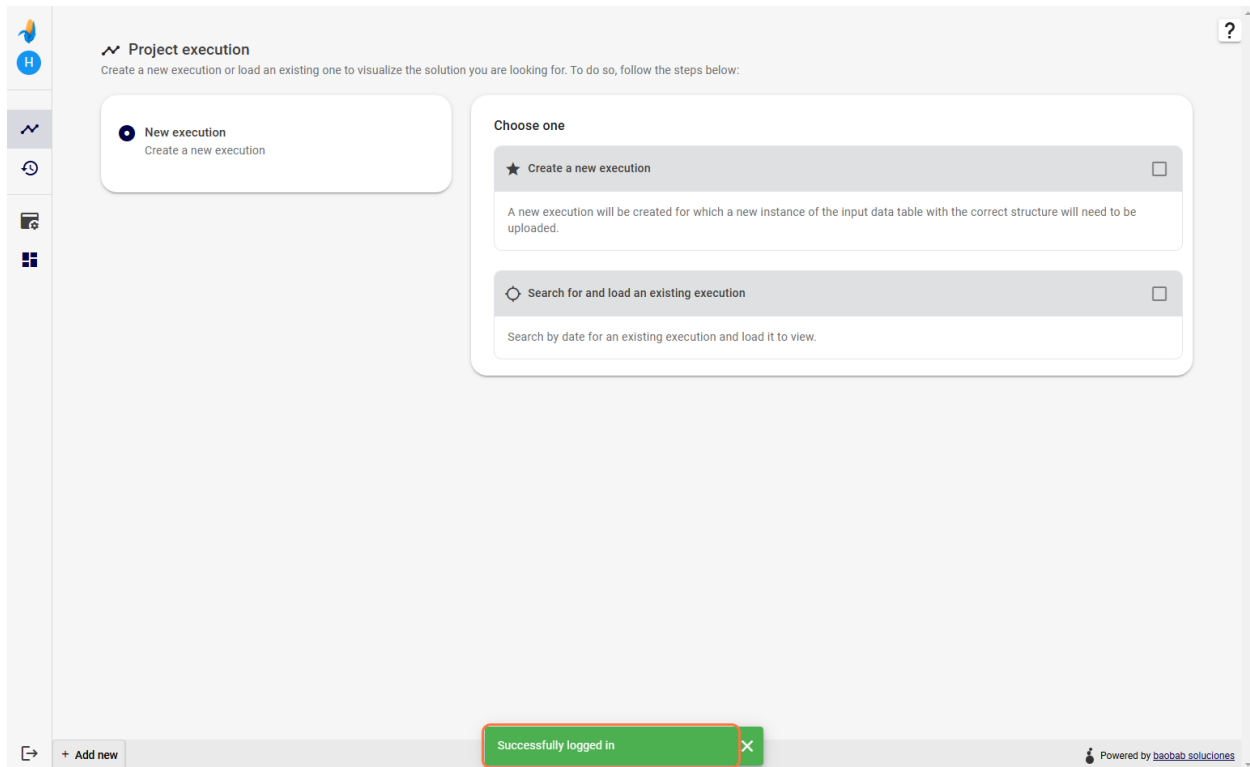 ?
H
Project execution
Create a new execution or load an existing one to visualize the solution you are looking for. To do so, follow the steps below:
New execution
Create a new execution
Choose one
Create a new execution
A new execution will be created for which a new instance of the input data table with the correct structure will need to be
uploaded.
Search for and load an existing execution
Search by date for an existing execution and load it to view.
+ Add new
Successfully logged in
Powered by baobab soluciones